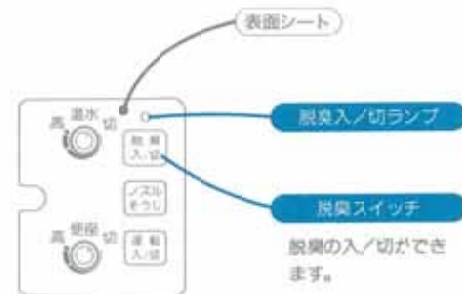 表面シート
温水
高 切
脱臭入/切ランプ
脱臭
入/切
ノズル
そうじ
脱臭スイッチ
便座
高 切
運転
入/切
脱臭の入/切ができ
ます。